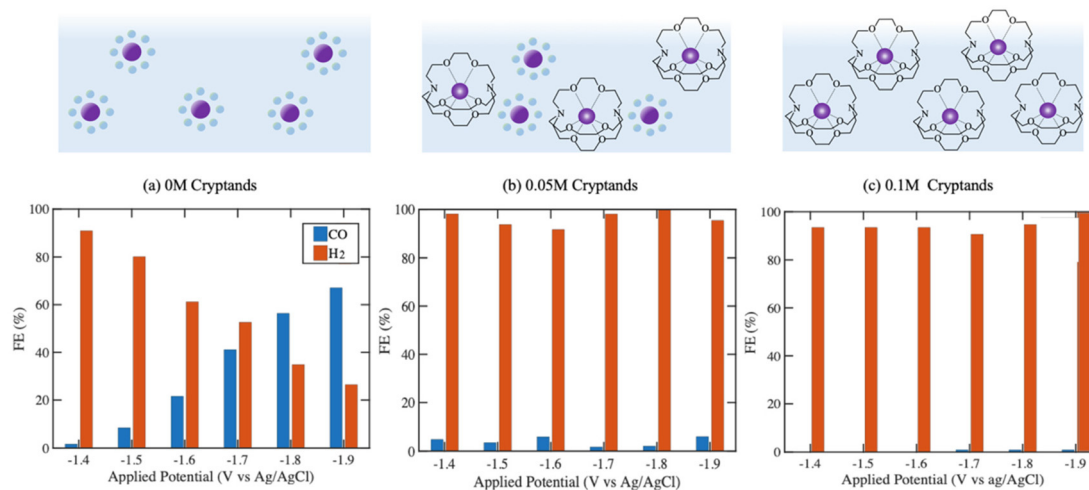 O O N N O O O O
O O N N O O O O
O O N N O O O O
O O N N O O O O
O O N N O O O O
O O N N O O O O
O O N N O O O O
O O N N O O O O
(a) 0M Cryptands
(b) 0.05M Cryptands
(c) 0.1M Cryptands
100
80
60
40
20
0
FE (%)
CO
H2
-1.4 -1.5 -1.6 -1.7 -1.8 -1.9
Applied Potential (V vs Ag/AgCl)
100
80
60
40
20
0
FE (%)
-1.4 -1.5 -1.6 -1.7 -1.8 -1.9
Applied Potential (V vs Ag/AgCl)
100
80
60
40
20
0
FE (%)
-1.4 -1.5 -1.6 -1.7 -1.8 -1.9
Applied Potential (V vs ag/AgCl)